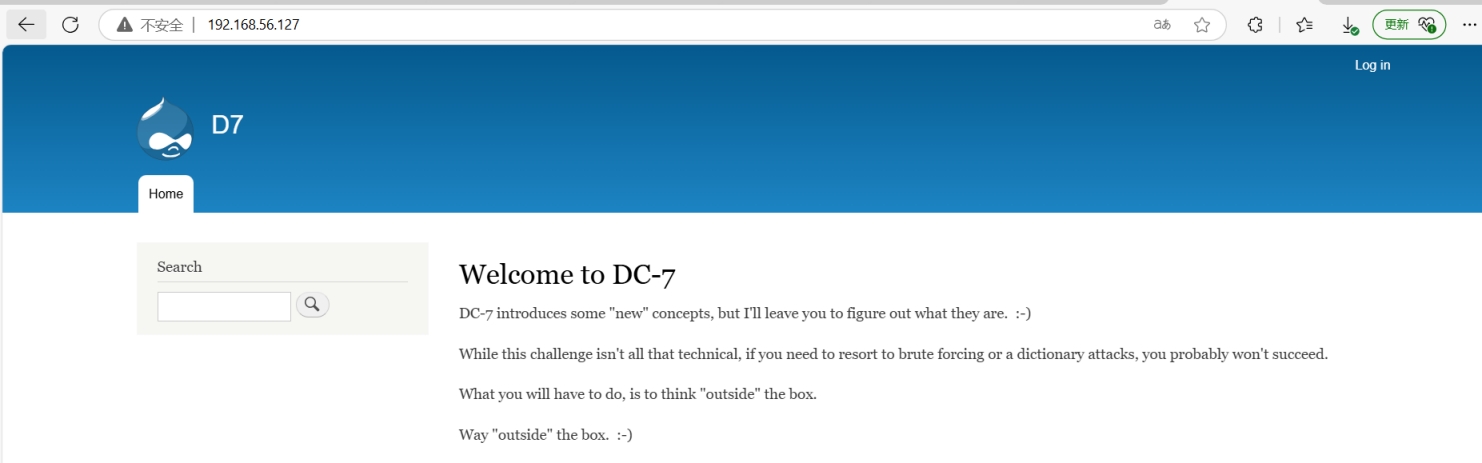 不安全 | 192.168.56.127 aあ 更新
Log in
D7
Home
Search
Welcome to DC-7
DC-7 introduces some "new" concepts, but I'll leave you to figure out what they are.  :-)
While this challenge isn't all that technical, if you need to resort to brute forcing or a dictionary attacks, you probably won't succeed.
What you will have to do, is to think "outside" the box.
Way "outside" the box.  :-)